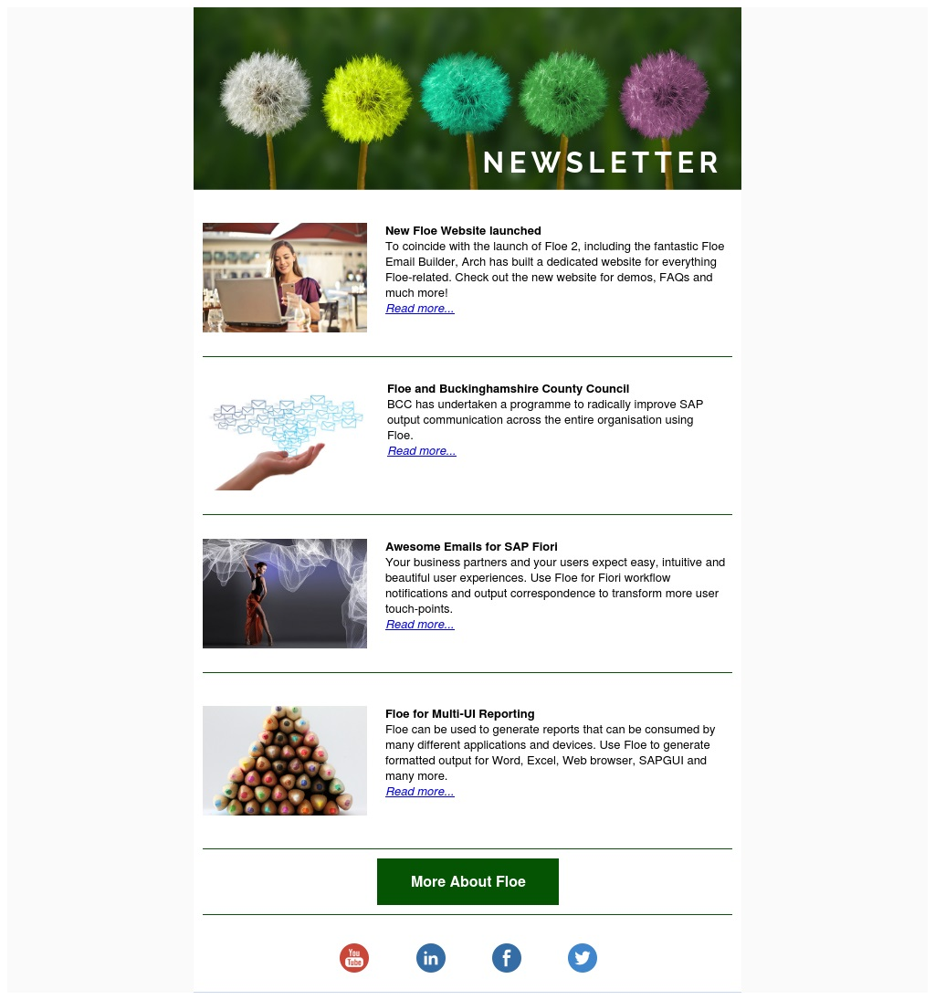 NEWSLETTER
New Floe Website launched
To coincide with the launch of Floe 2, including the fantastic Floe
Email Builder, Arch has built a dedicated website for everything
Floe-related. Check out the new website for demos, FAQs and
much more!
Read more...
Floe and Buckinghamshire County Council
BCC has undertaken a programme to radically improve SAP
output communication across the entire organisation using
Floe.
Read more...
Awesome Emails for SAP Fiori
Your business partners and your users expect easy, intuitive and
beautiful user experiences. Use Floe for Fiori workflow
notifications and output correspondence to transform more user
touch-points.
Read more...
Floe for Multi-UI Reporting
Floe can be used to generate reports that can be consumed by
many different applications and devices. Use Floe to generate
formatted output for Word, Excel, Web browser, SAPGUI and
many more.
Read more...
More About Floe
You
Tube
in
f